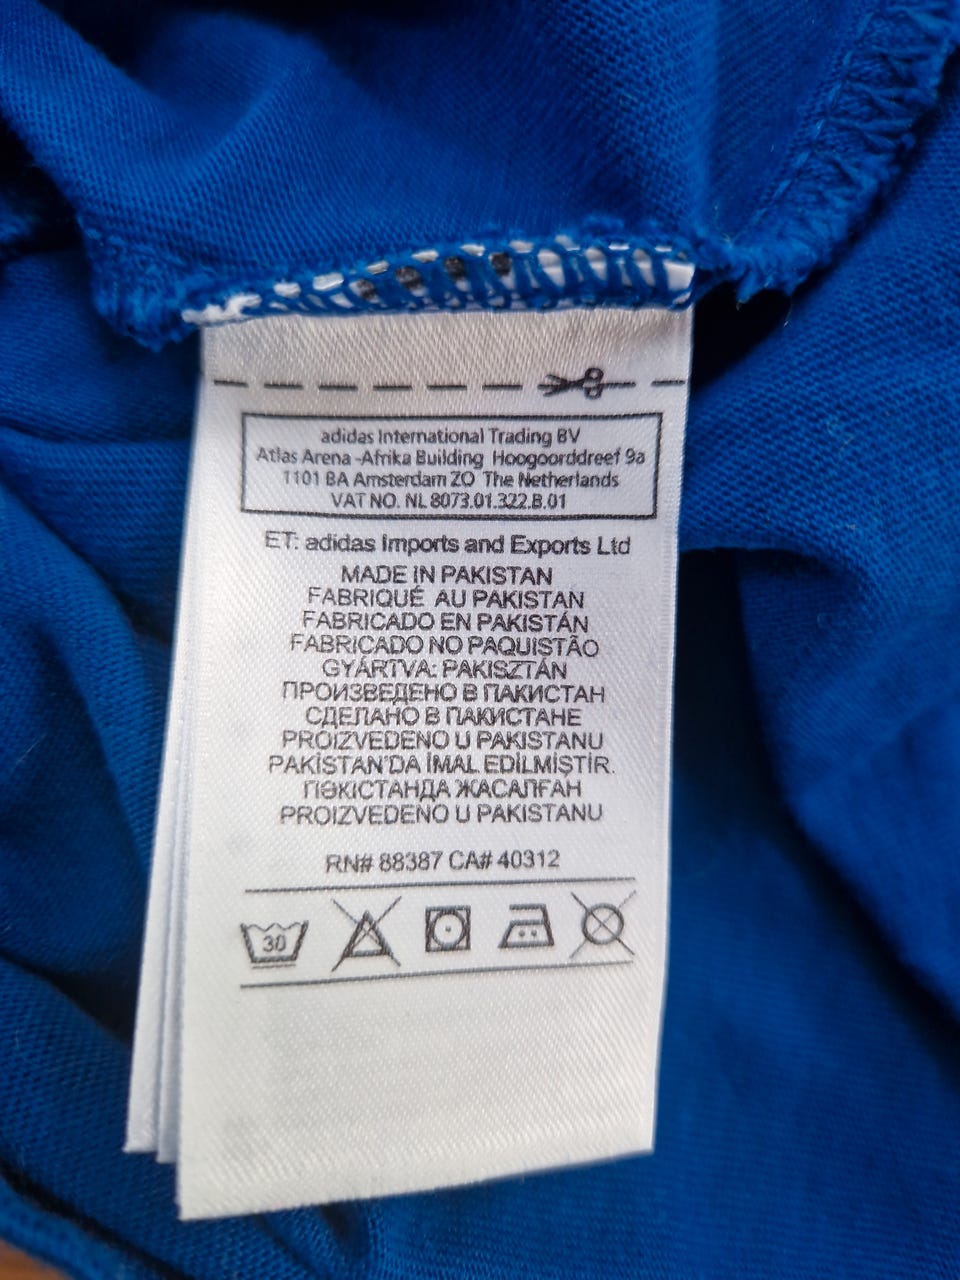 adidas International Trading BV
Atlas Arena -Afrika Building Hoogoorddreef 9a
1101 BA Amsterdam ZO The Netherlands
VAT NO. NL 8073.01.322.B.01
ET: adidas Imports and Exports Ltd
MADE IN PAKISTAN
FABRIQUÉ AU PAKISTAN
FABRICADO EN PAKISTÁN
FABRICADO NO PAQUISTÃO
GYÁRTVA: PAKISZTÁN
ПРОИЗВЕДЕНО В ПАКИСТАН
СДЕЛАНО В ПАКИСТАНЕ
PROIZVEDENO U PAKISTANU
PAKİSTAN'DA İMAL EDİLMİŞTİR.
ПӘКІСТАНДА ЖАСАЛҒАН
PROIZVEDENO U PAKISTANU
RN# 88387 CA# 40312
30